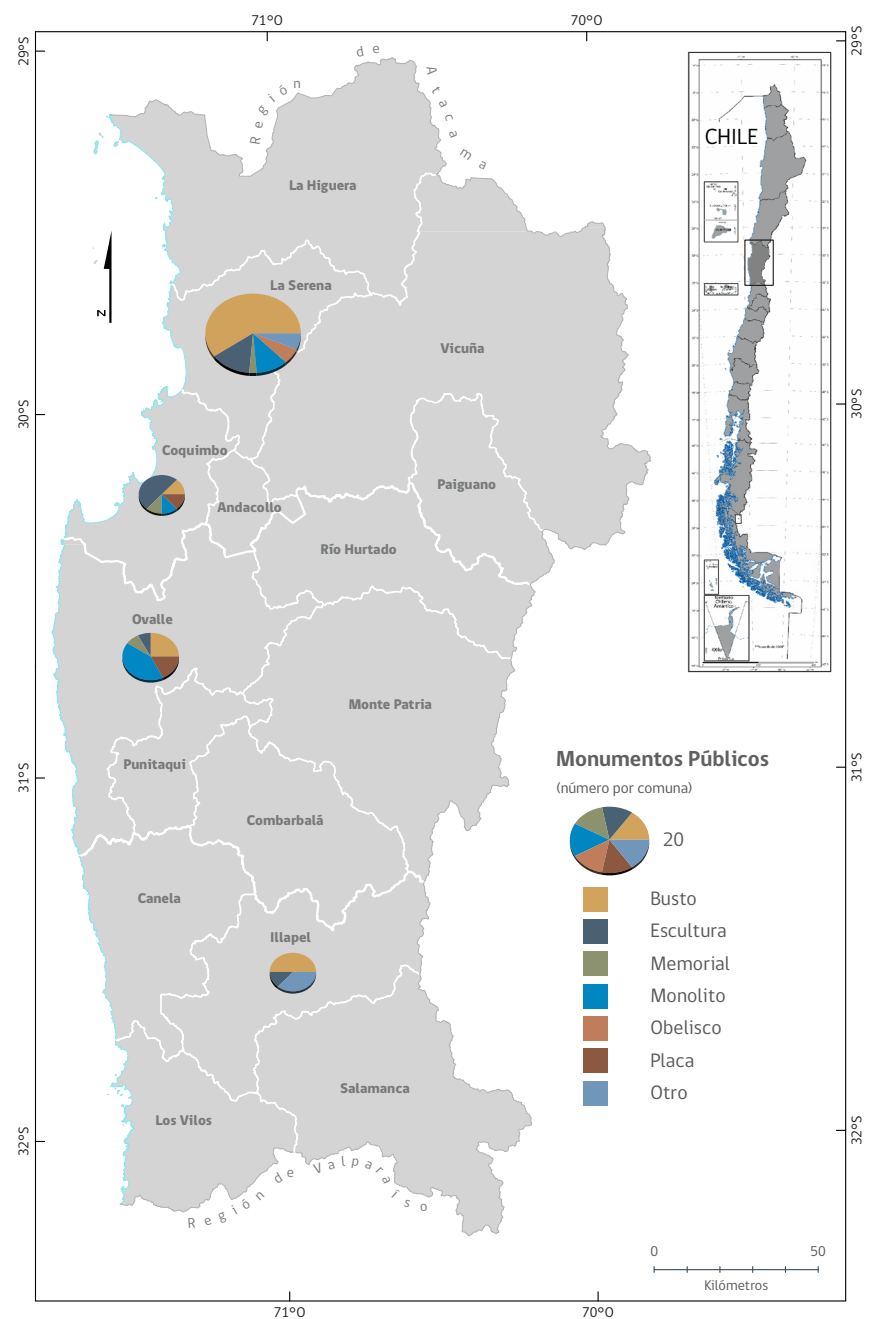 71°O
70°O
29°S
29°S
Región de Atacama
CHILE
La Higuera
La Serena
Vicuña
N
30°S
30°S
Coquimbo
Paiguano
Andacollo
Río Hurtado
Ovalle
Monte Patria
Monumentos Públicos
(número por comuna)
Punitaqui
31°S
31°S
Combarbalá
20
Canela
Busto
Escultura
Illapel
Memorial
Monolito
Obelisco
Placa
Otro
Salamanca
Los Vilos
32°S
32°S
Región de Valparaíso
0 50
Kilómetros
71°O
70°O